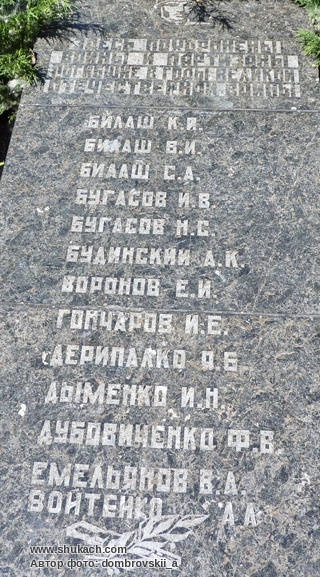 ЗДЕСЬ ПОХОРОНЕНЫ
ВОИНЫ И ПАРТИЗАНЫ
ПОГИБШИЕ В ГОДЫ ВЕЛИКОЙ
ОТЕЧЕСТВЕННОЙ ВОЙНЫ
БИЛАШ К.И.
БИЛАШ В.И.
БИЛАШ С.А.
БУГАСОВ И.В.
БУГАСОВ Н.С.
БУДИНСКИЙ А.К.
ВОРОНОВ Е.И.
ГОНЧАРОВ И.Е.
ДЕРИПАЛКО Я.Б
ДЫМЕНКО И.Н.
ДУБОВИЧЕНКО Ф.В.
ЕМЕЛЬЯНОВ В.А.
ВОЙТЕНКО А.А.
www.shukach.com
Автор фото: dombrovskii_a